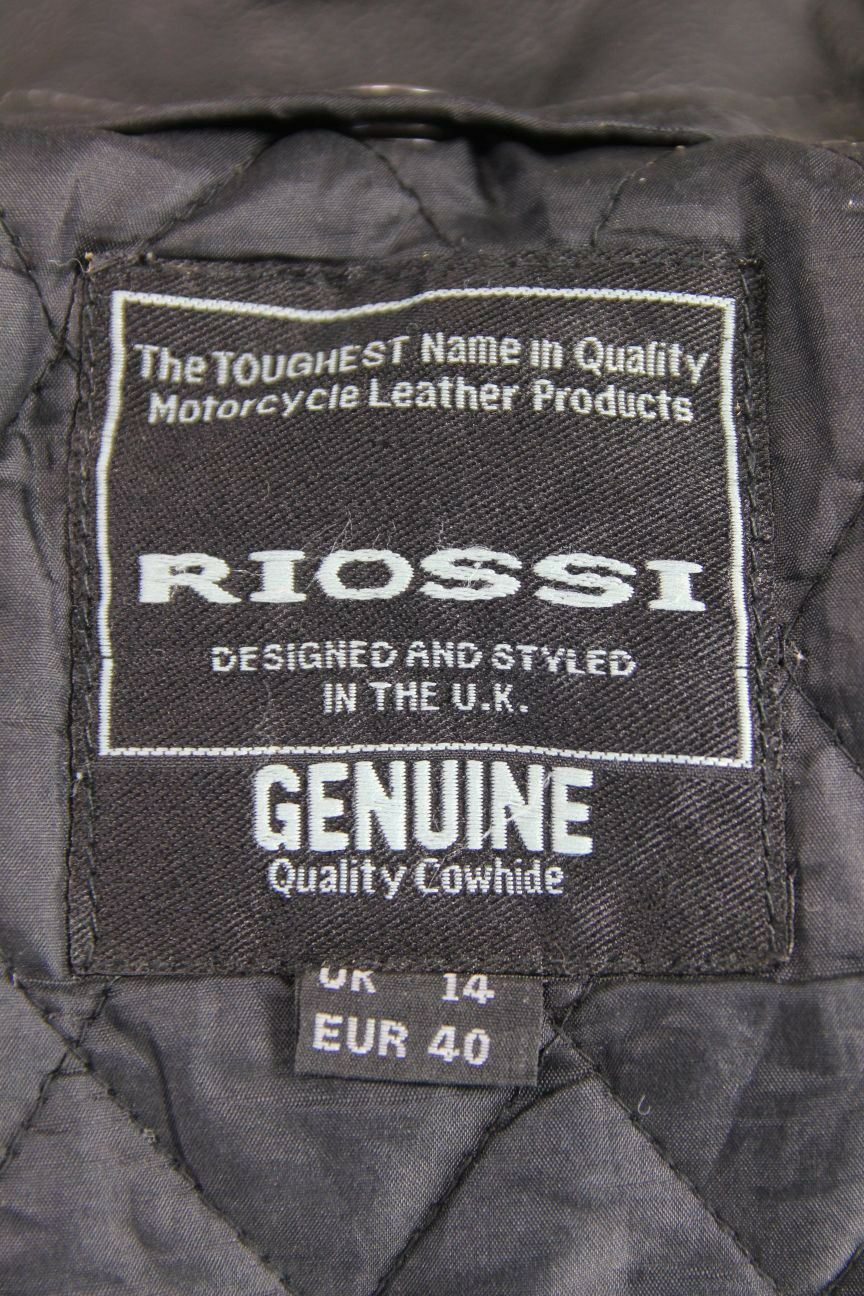 The TOUGHEST Name in Quality
Motorcycle Leather Products
RIOSSI
DESIGNED AND STYLED
IN THE U.K.
GENUINE
Quality Cowhide
UK 14
EUR 40